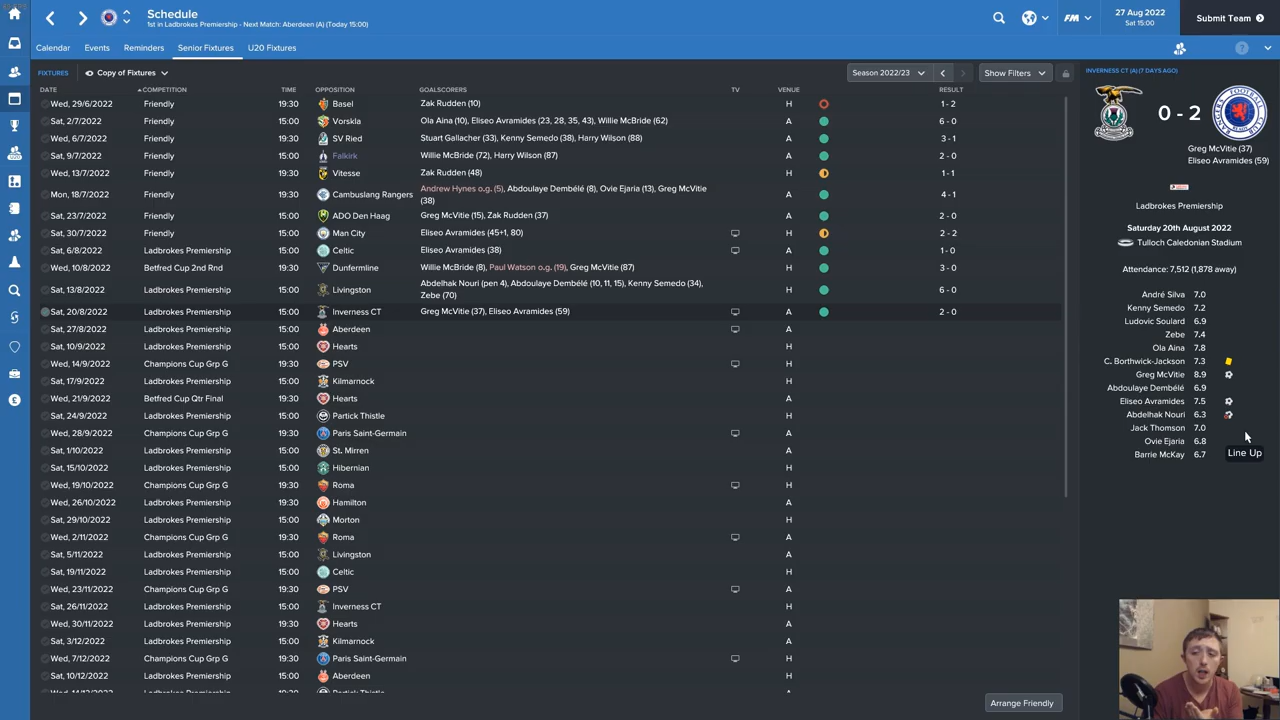 Schedule
1st in Ladbrokes Premiership - Next Match: Aberdeen (A) (Today 15:00)
FM
27 Aug 2022
Sat 15:00
Submit Team
Calendar Events Reminders Senior Fixtures U20 Fixtures
?
FIXTURES Copy of Fixtures Season 2022/23 Show Filters
DATE COMPETITION TIME OPPOSITION GOALSCORERS TV VENUE RESULT
Wed, 29/6/2022 Friendly 19:30 Basel Zak Rudden (10) H 1 - 2
Sat, 2/7/2022 Friendly 15:00 Vorskla Ola Aina (10), Eliseo Avramides (23, 28, 35, 43), Willie McBride (62) A 6 - 0
Wed, 6/7/2022 Friendly 19:30 SV Ried Stuart Gallacher (33), Kenny Semedo (38), Harry Wilson (88) A 3 - 1
Sat, 9/7/2022 Friendly 15:00 Falkirk Willie McBride (72), Harry Wilson (87) A 2 - 0
Wed, 13/7/2022 Friendly 19:30 Vitesse Zak Rudden (48) H 1 - 1
Mon, 18/7/2022 Friendly 19:30 Cambuslang Rangers Andrew Hynes o.g. (5), Abdoulaye Dembélé (8), Ovie Ejaria (13), Greg McVitie (38) A 4 - 1
Sat, 23/7/2022 Friendly 15:00 ADO Den Haag Greg McVitie (15), Zak Rudden (37) A 2 - 0
Sat, 30/7/2022 Friendly 15:00 Man City Eliseo Avramides (45+1, 80) H 2 - 2
Sat, 6/8/2022 Ladbrokes Premiership 15:00 Celtic Eliseo Avramides (38) A 1 - 0
Wed, 10/8/2022 Betfred Cup 2nd Rnd 19:30 Dunfermline Willie McBride (8), Paul Watson o.g. (19), Greg McVitie (87) H 3 - 0
Sat, 13/8/2022 Ladbrokes Premiership 15:00 Livingston Abdelhak Nouri (pen 4), Abdoulaye Dembélé (10, 11, 15), Kenny Semedo (34), Zebe (70) H 6 - 0
Sat, 20/8/2022 Ladbrokes Premiership 15:00 Inverness CT Greg McVitie (37), Eliseo Avramides (59) A 2 - 0
Sat, 27/8/2022 Ladbrokes Premiership 15:00 Aberdeen A
Sat, 10/9/2022 Ladbrokes Premiership 15:00 Hearts H
Wed, 14/9/2022 Champions Cup Grp G 19:30 PSV H
Sat, 17/9/2022 Ladbrokes Premiership 15:00 Kilmarnock A
Wed, 21/9/2022 Betfred Cup Qtr Final 19:30 Hearts A
Sat, 24/9/2022 Ladbrokes Premiership 15:00 Partick Thistle H
Wed, 28/9/2022 Champions Cup Grp G 19:30 Paris Saint-Germain A
Sat, 1/10/2022 Ladbrokes Premiership 15:00 St. Mirren A
Sat, 15/10/2022 Ladbrokes Premiership 15:00 Hibernian H
Wed, 19/10/2022 Champions Cup Grp G 19:30 Roma H
Wed, 26/10/2022 Ladbrokes Premiership 19:30 Hamilton A
Sat, 29/10/2022 Ladbrokes Premiership 15:00 Morton H
Wed, 2/11/2022 Champions Cup Grp G 19:30 Roma A
Sat, 5/11/2022 Ladbrokes Premiership 15:00 Livingston A
Sat, 19/11/2022 Ladbrokes Premiership 15:00 Celtic H
Wed, 23/11/2022 Champions Cup Grp G 19:30 PSV A
Sat, 26/11/2022 Ladbrokes Premiership 15:00 Inverness CT H
Wed, 30/11/2022 Ladbrokes Premiership 19:30 Hearts A
Sat, 3/12/2022 Ladbrokes Premiership 15:00 Kilmarnock A
Wed, 7/12/2022 Champions Cup Grp G 19:30 Paris Saint-Germain H
Sat, 10/12/2022 Ladbrokes Premiership 15:00 Aberdeen H
Arrange Friendly
INVERNESS CT (A) (7 DAYS AGO)
0 - 2
Greg McVitie (37)
Eliseo Avramides (59)
Ladbrokes Premiership
Saturday 20th August 2022
Tulloch Caledonian Stadium
Attendance: 7,512 (1,878 away)
André Silva 7.0
Kenny Semedo 7.2
Ludovic Soulard 6.9
Zebe 7.4
Ola Aina 7.8
C. Borthwick-Jackson 7.3
Greg McVitie 8.9
Abdoulaye Dembélé 6.9
Eliseo Avramides 7.5
Abdelhak Nouri 6.3
Jack Thomson 7.0
Ovie Ejaria 6.8
Barrie McKay 6.7
Line Up